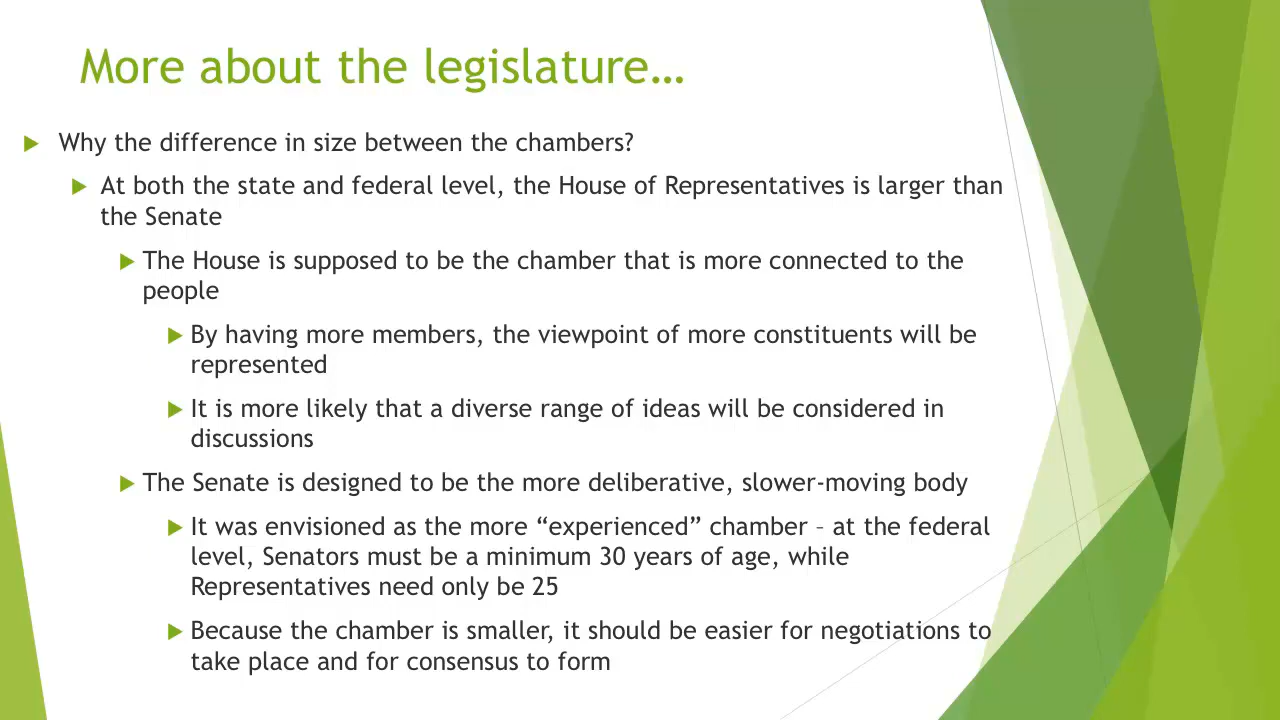 More about the legislature…
Why the difference in size between the chambers?
At both the state and federal level, the House of Representatives is larger than
the Senate
The House is supposed to be the chamber that is more connected to the
people
By having more members, the viewpoint of more constituents will be
represented
It is more likely that a diverse range of ideas will be considered in
discussions
The Senate is designed to be the more deliberative, slower-moving body
It was envisioned as the more “experienced” chamber – at the federal
level, Senators must be a minimum 30 years of age, while
Representatives need only be 25
Because the chamber is smaller, it should be easier for negotiations to
take place and for consensus to form